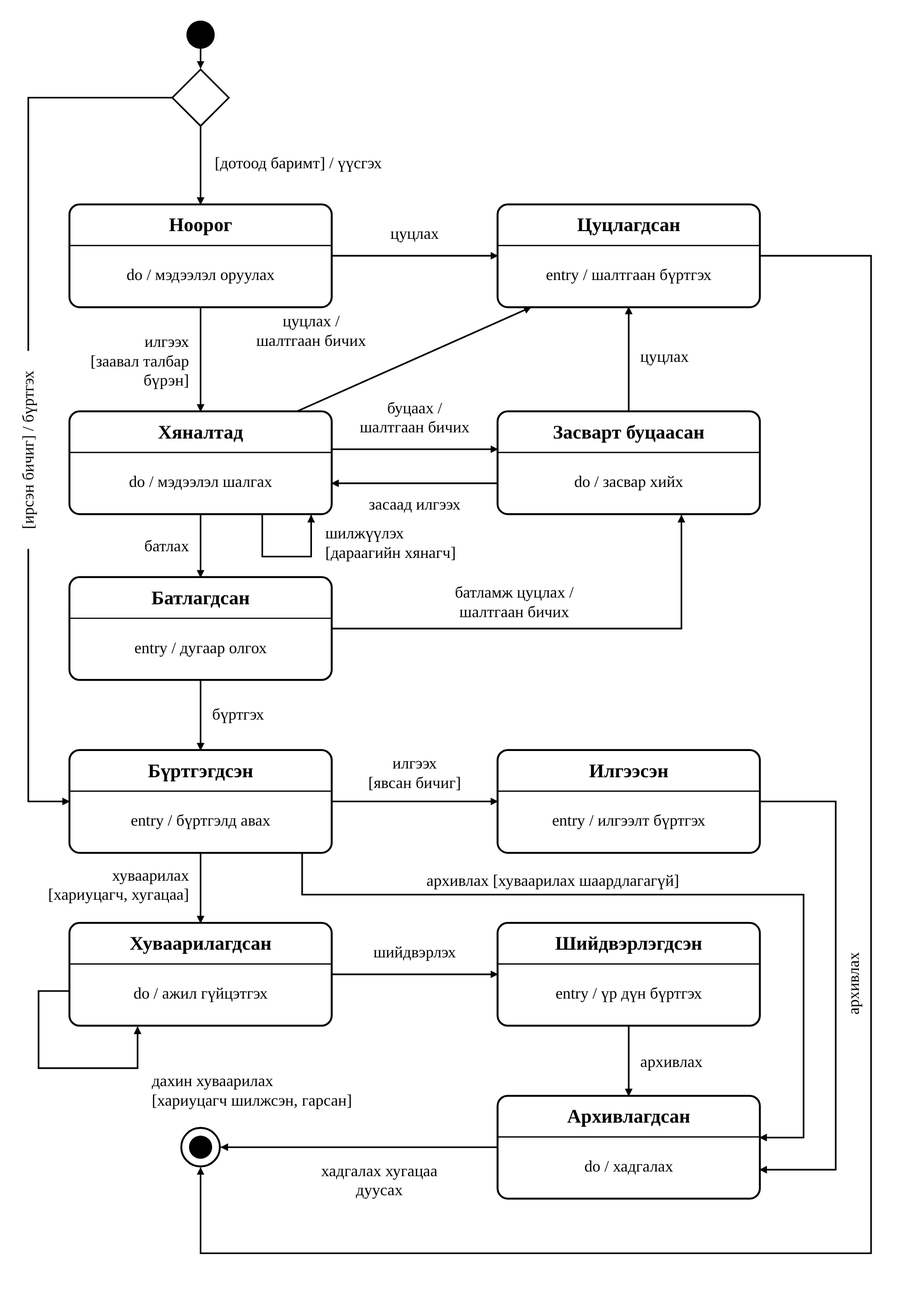 [дотоод баримт] / үүсгэх
Ноорог
do / мэдээлэл оруулах
цуцлах
Цуцлагдсан
entry / шалтгаан бүртгэх
илгээх
[заавал талбар
бүрэн]
цуцлах /
шалтгаан бичих
цуцлах
[ирсэн бичиг] / бүртгэх
Хяналтад
do / мэдээлэл шалгах
буцаах /
шалтгаан бичих
засаад илгээх
Засварт буцаасан
do / засвар хийх
батлах
шилжүүлэх
[дараагийн хянагч]
Батлагдсан
entry / дугаар олгох
батламж цуцлах /
шалтгаан бичих
бүртгэх
Бүртгэгдсэн
entry / бүртгэлд авах
илгээх
[явсан бичиг]
Илгээсэн
entry / илгээлт бүртгэх
хуваарилах
[хариуцагч, хугацаа]
архивлах [хуваарилах шаардлагагүй]
Хуваарилагдсан
do / ажил гүйцэтгэх
шийдвэрлэх
Шийдвэрлэгдсэн
entry / үр дүн бүртгэх
архивлах
дахин хуваарилах
[хариуцагч шилжсэн, гарсан]
архивлах
Архивлагдсан
do / хадгалах
хадгалах хугацаа
дуусах